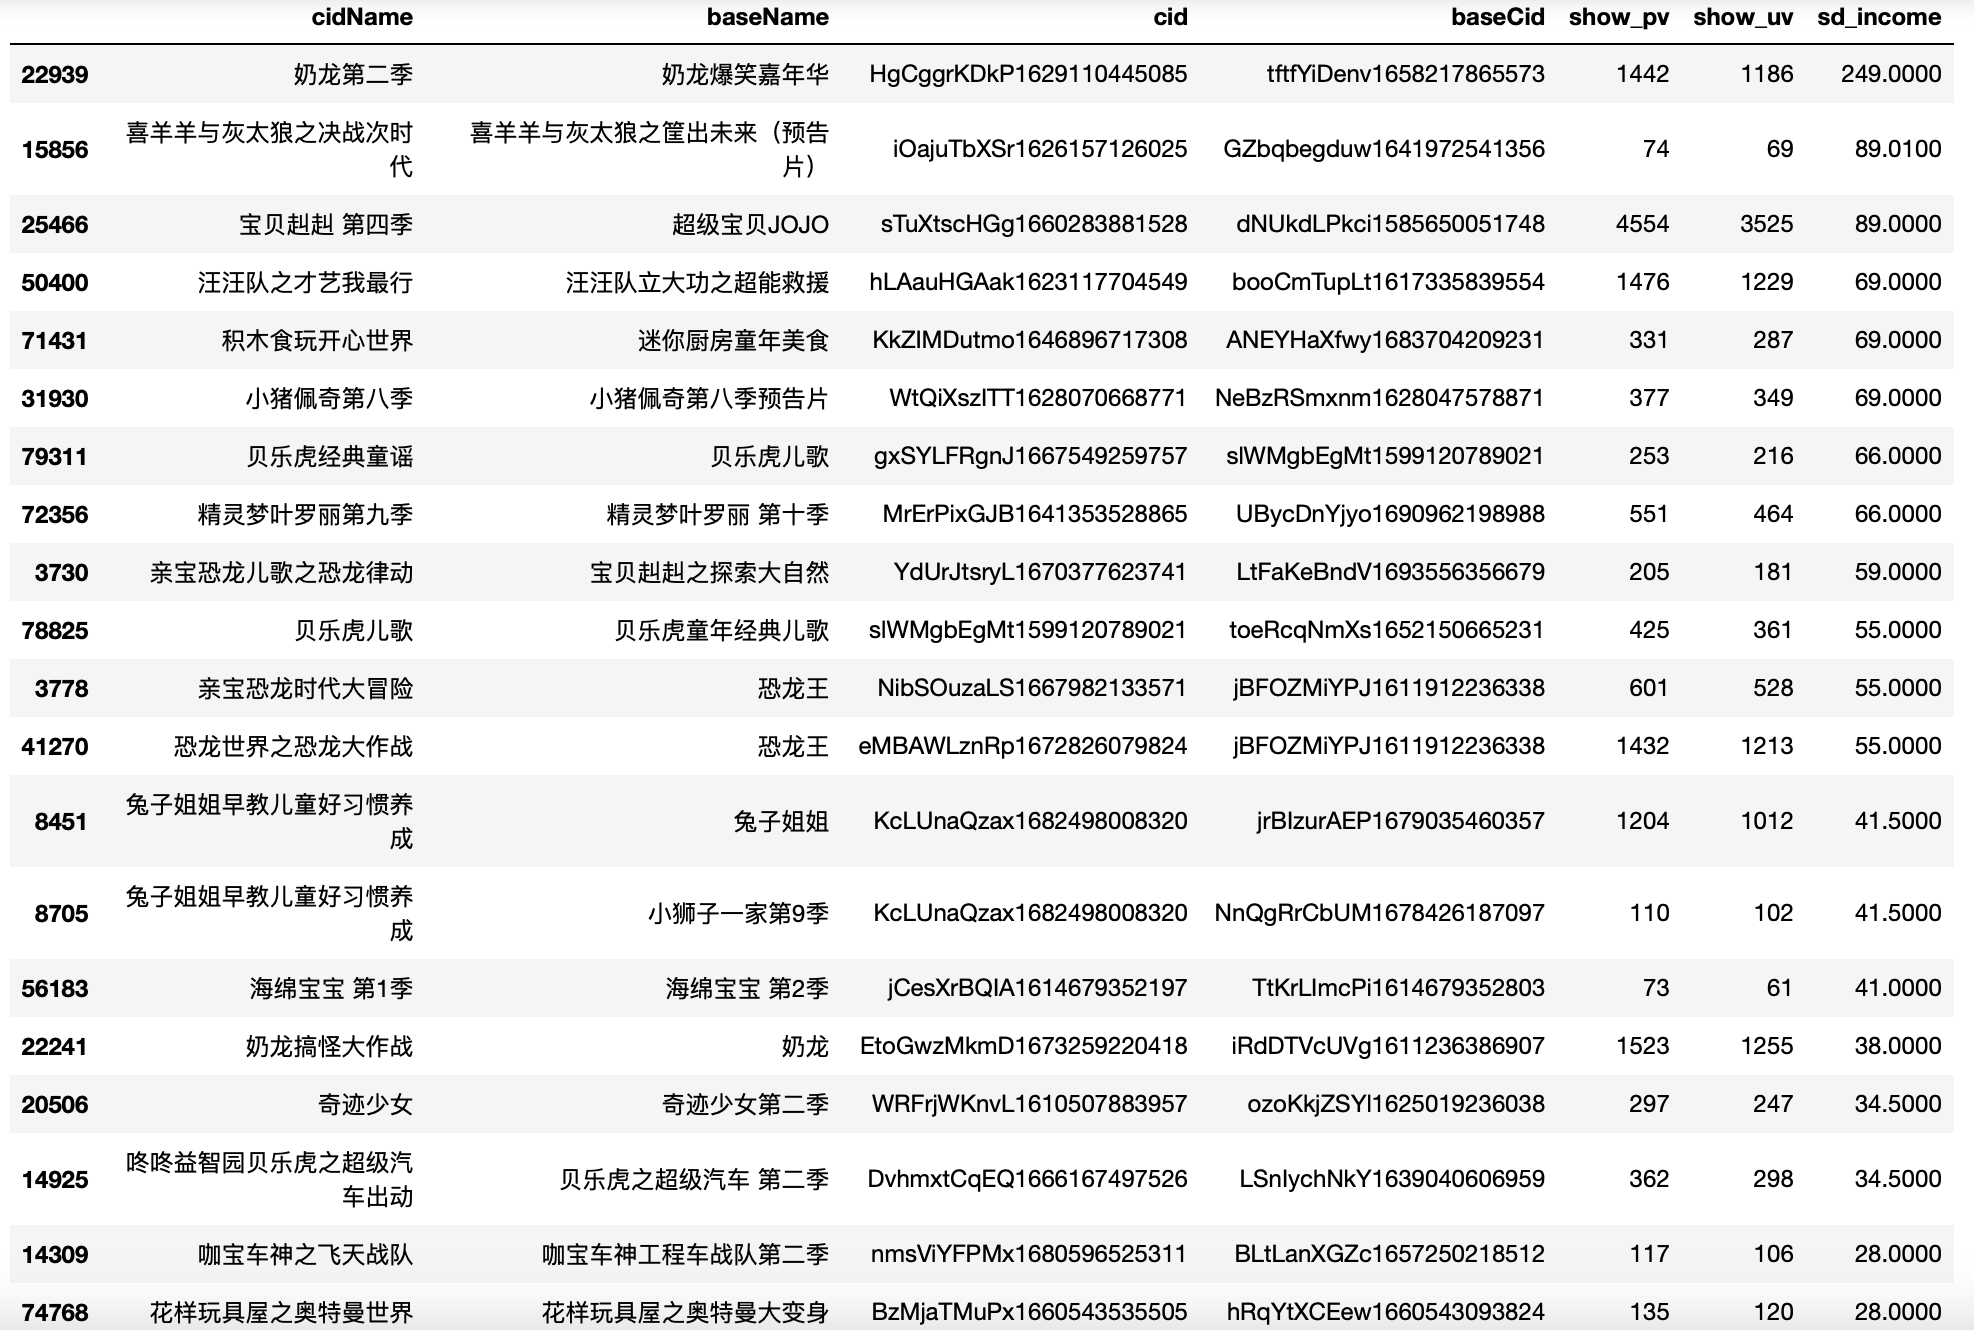 cidName baseName cid baseCid show_pv show_uv sd_income
22939 奶龙第二季 奶龙爆笑嘉年华 HgCggrKDkP1629110445085 tftfYiDenv1658217865573 1442 1186 249.0000
15856 喜羊羊与灰太狼之决战次时代 喜羊羊与灰太狼之筐出未来（预告片） iOajuTbXSr1626157126025 GZbqbegduw1641972541356 74 69 89.0100
25466 宝贝赳赳 第四季 超级宝贝JOJO sTuXtscHGg1660283881528 dNUkdLPkci1585650051748 4554 3525 89.0000
50400 汪汪队之才艺我最行 汪汪队立大功之超能救援 hLAauHGAak1623117704549 booCmTupLt1617335839554 1476 1229 69.0000
71431 积木食玩开心世界 迷你厨房童年美食 KkZIMDutmo1646896717308 ANEYHaXfwy1683704209231 331 287 69.0000
31930 小猪佩奇第八季 小猪佩奇第八季预告片 WtQiXszITT1628070668771 NeBzRSmxnm1628047578871 377 349 69.0000
79311 贝乐虎经典童谣 贝乐虎儿歌 gxSYLFRgnJ1667549259757 slWMgbEgMt1599120789021 253 216 66.0000
72356 精灵梦叶罗丽第九季 精灵梦叶罗丽 第十季 MrErPixGJB1641353528865 UBycDnYjyo1690962198988 551 464 66.0000
3730 亲宝恐龙儿歌之恐龙律动 宝贝赳赳之探索大自然 YdUrJtsryL1670377623741 LtFaKeBndV1693556356679 205 181 59.0000
78825 贝乐虎儿歌 贝乐虎童年经典儿歌 slWMgbEgMt1599120789021 toeRcqNmXs1652150665231 425 361 55.0000
3778 亲宝恐龙时代大冒险 恐龙王 NibSOuzaLS1667982133571 jBFOZMiYPJ1611912236338 601 528 55.0000
41270 恐龙世界之恐龙大作战 恐龙王 eMBAWLznRp1672826079824 jBFOZMiYPJ1611912236338 1432 1213 55.0000
8451 兔子姐姐早教儿童好习惯养成 兔子姐姐 KcLUnaQzax1682498008320 jrBlzurAEP1679035460357 1204 1012 41.5000
8705 兔子姐姐早教儿童好习惯养成 小狮子一家第9季 KcLUnaQzax1682498008320 NnQgRrCbUM1678426187097 110 102 41.5000
56183 海绵宝宝 第1季 海绵宝宝 第2季 jCesXrBQIA1614679352197 TtKrLlmcPi1614679352803 73 61 41.0000
22241 奶龙搞怪大作战 奶龙 EtoGwzMkmD1673259220418 iRdDTVcUVg1611236386907 1523 1255 38.0000
20506 奇迹少女 奇迹少女第二季 WRFrjWKnvL1610507883957 ozoKkjZSYl1625019236038 297 247 34.5000
14925 咚咚益智园贝乐虎之超级汽车出动 贝乐虎之超级汽车 第二季 DvhmxtCqEQ1666167497526 LSnlychNkY1639040606959 362 298 34.5000
14309 咖宝车神之飞天战队 咖宝车神工程车战队第二季 nmsViYFPMx1680596525311 BLtLanXGZc1657250218512 117 106 28.0000
74768 花样玩具屋之奥特曼世界 花样玩具屋之奥特曼大变身 BzMjaTMuPx1660543535505 hRqYtXCEew1660543093824 135 120 28.0000